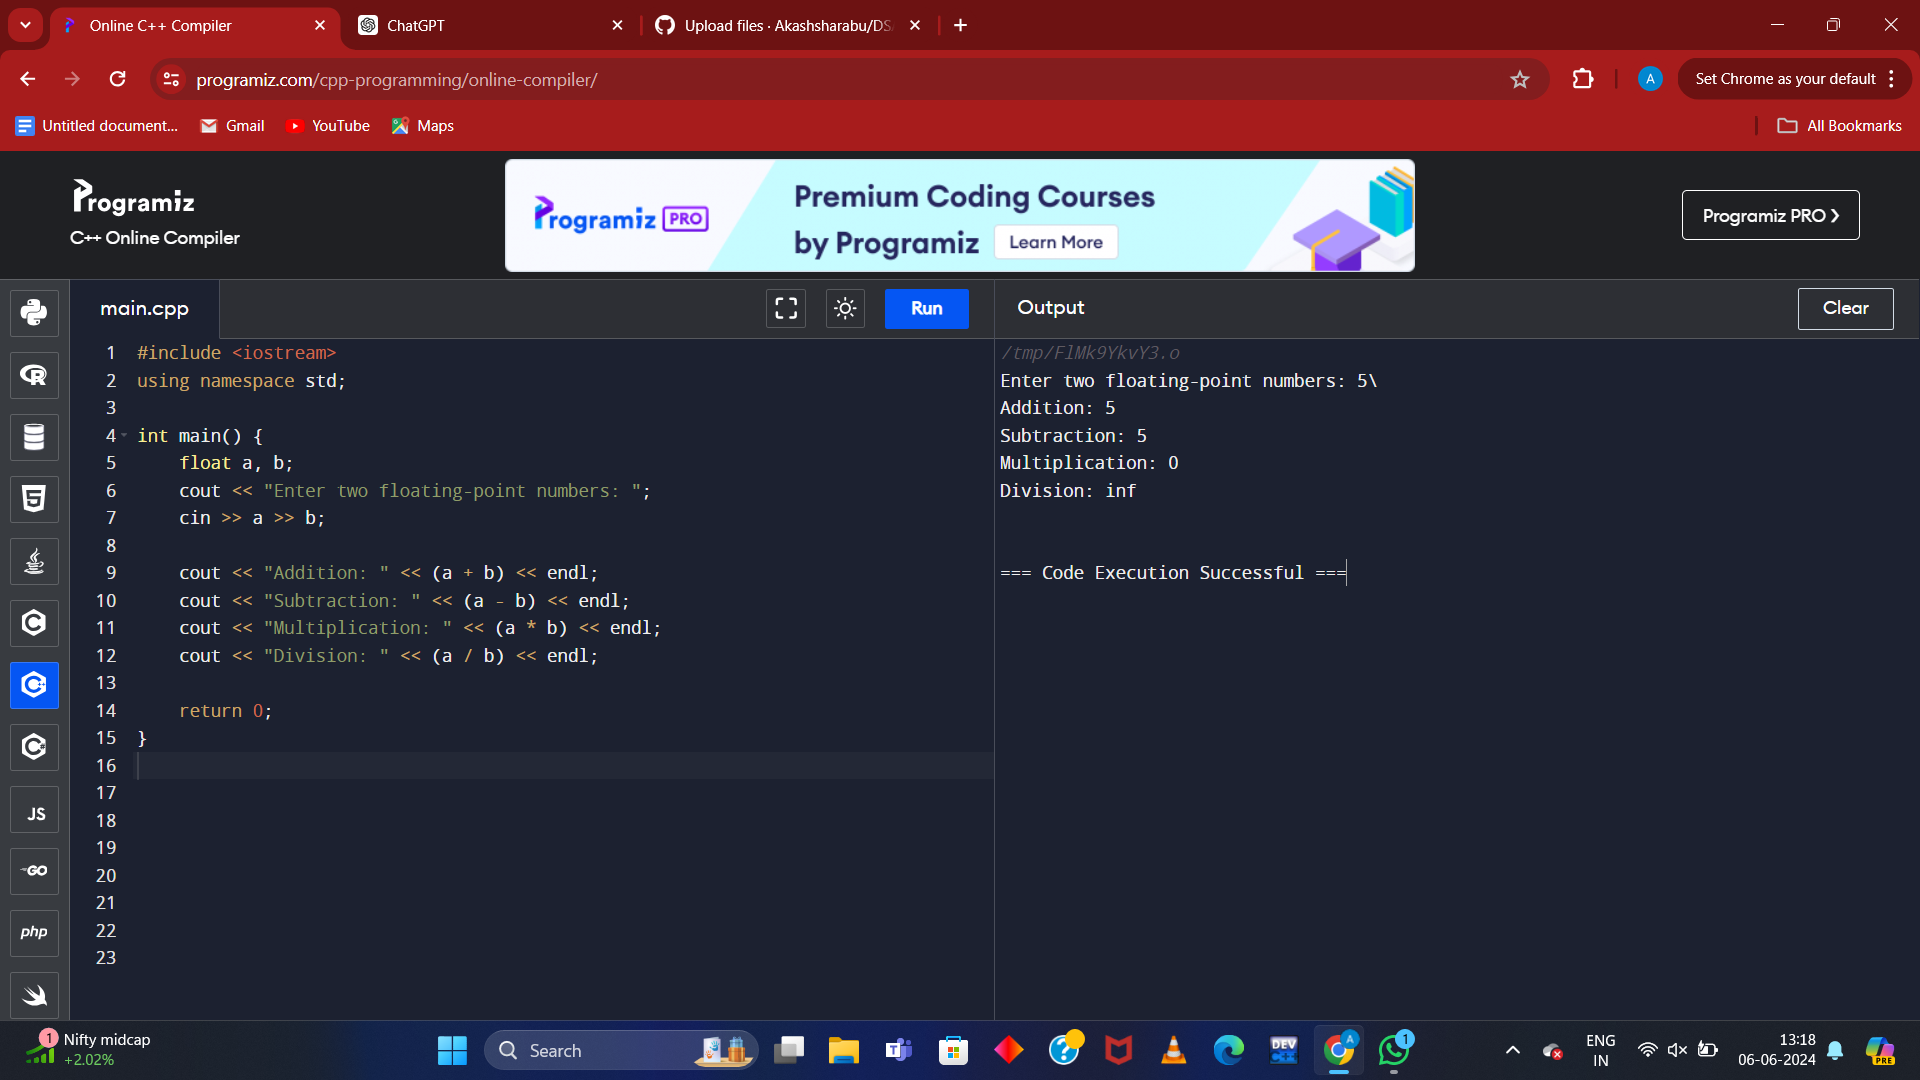 Online C++ Compiler
ChatGPT
Upload files · Akashsharabu/DS
programiz.com/cpp-programming/online-compiler/
A
Set Chrome as your default
Untitled document...
Gmail
YouTube
Maps
All Bookmarks
Programiz
C++ Online Compiler
Programiz PRO
Premium Coding Courses
by Programiz
Learn More
Programiz PRO ❯
main.cpp
Run
Output
Clear
1 #include <iostream>
2 using namespace std;
3
4 int main() {
5     float a, b;
6     cout << "Enter two floating-point numbers: ";
7     cin >> a >> b;
8
9     cout << "Addition: " << (a + b) << endl;
10     cout << "Subtraction: " << (a - b) << endl;
11     cout << "Multiplication: " << (a * b) << endl;
12     cout << "Division: " << (a / b) << endl;
13
14     return 0;
15 }
16
17
18
19
20
21
22
23
/tmp/FlMk9YkvY3.o
Enter two floating-point numbers: 5\
Addition: 5
Subtraction: 5
Multiplication: 0
Division: inf
=== Code Execution Successful ===
JS
GO
php
1
Nifty midcap
+2.02%
Search
DEV
A
1
ENG
IN
13:18
06-06-2024
PRE